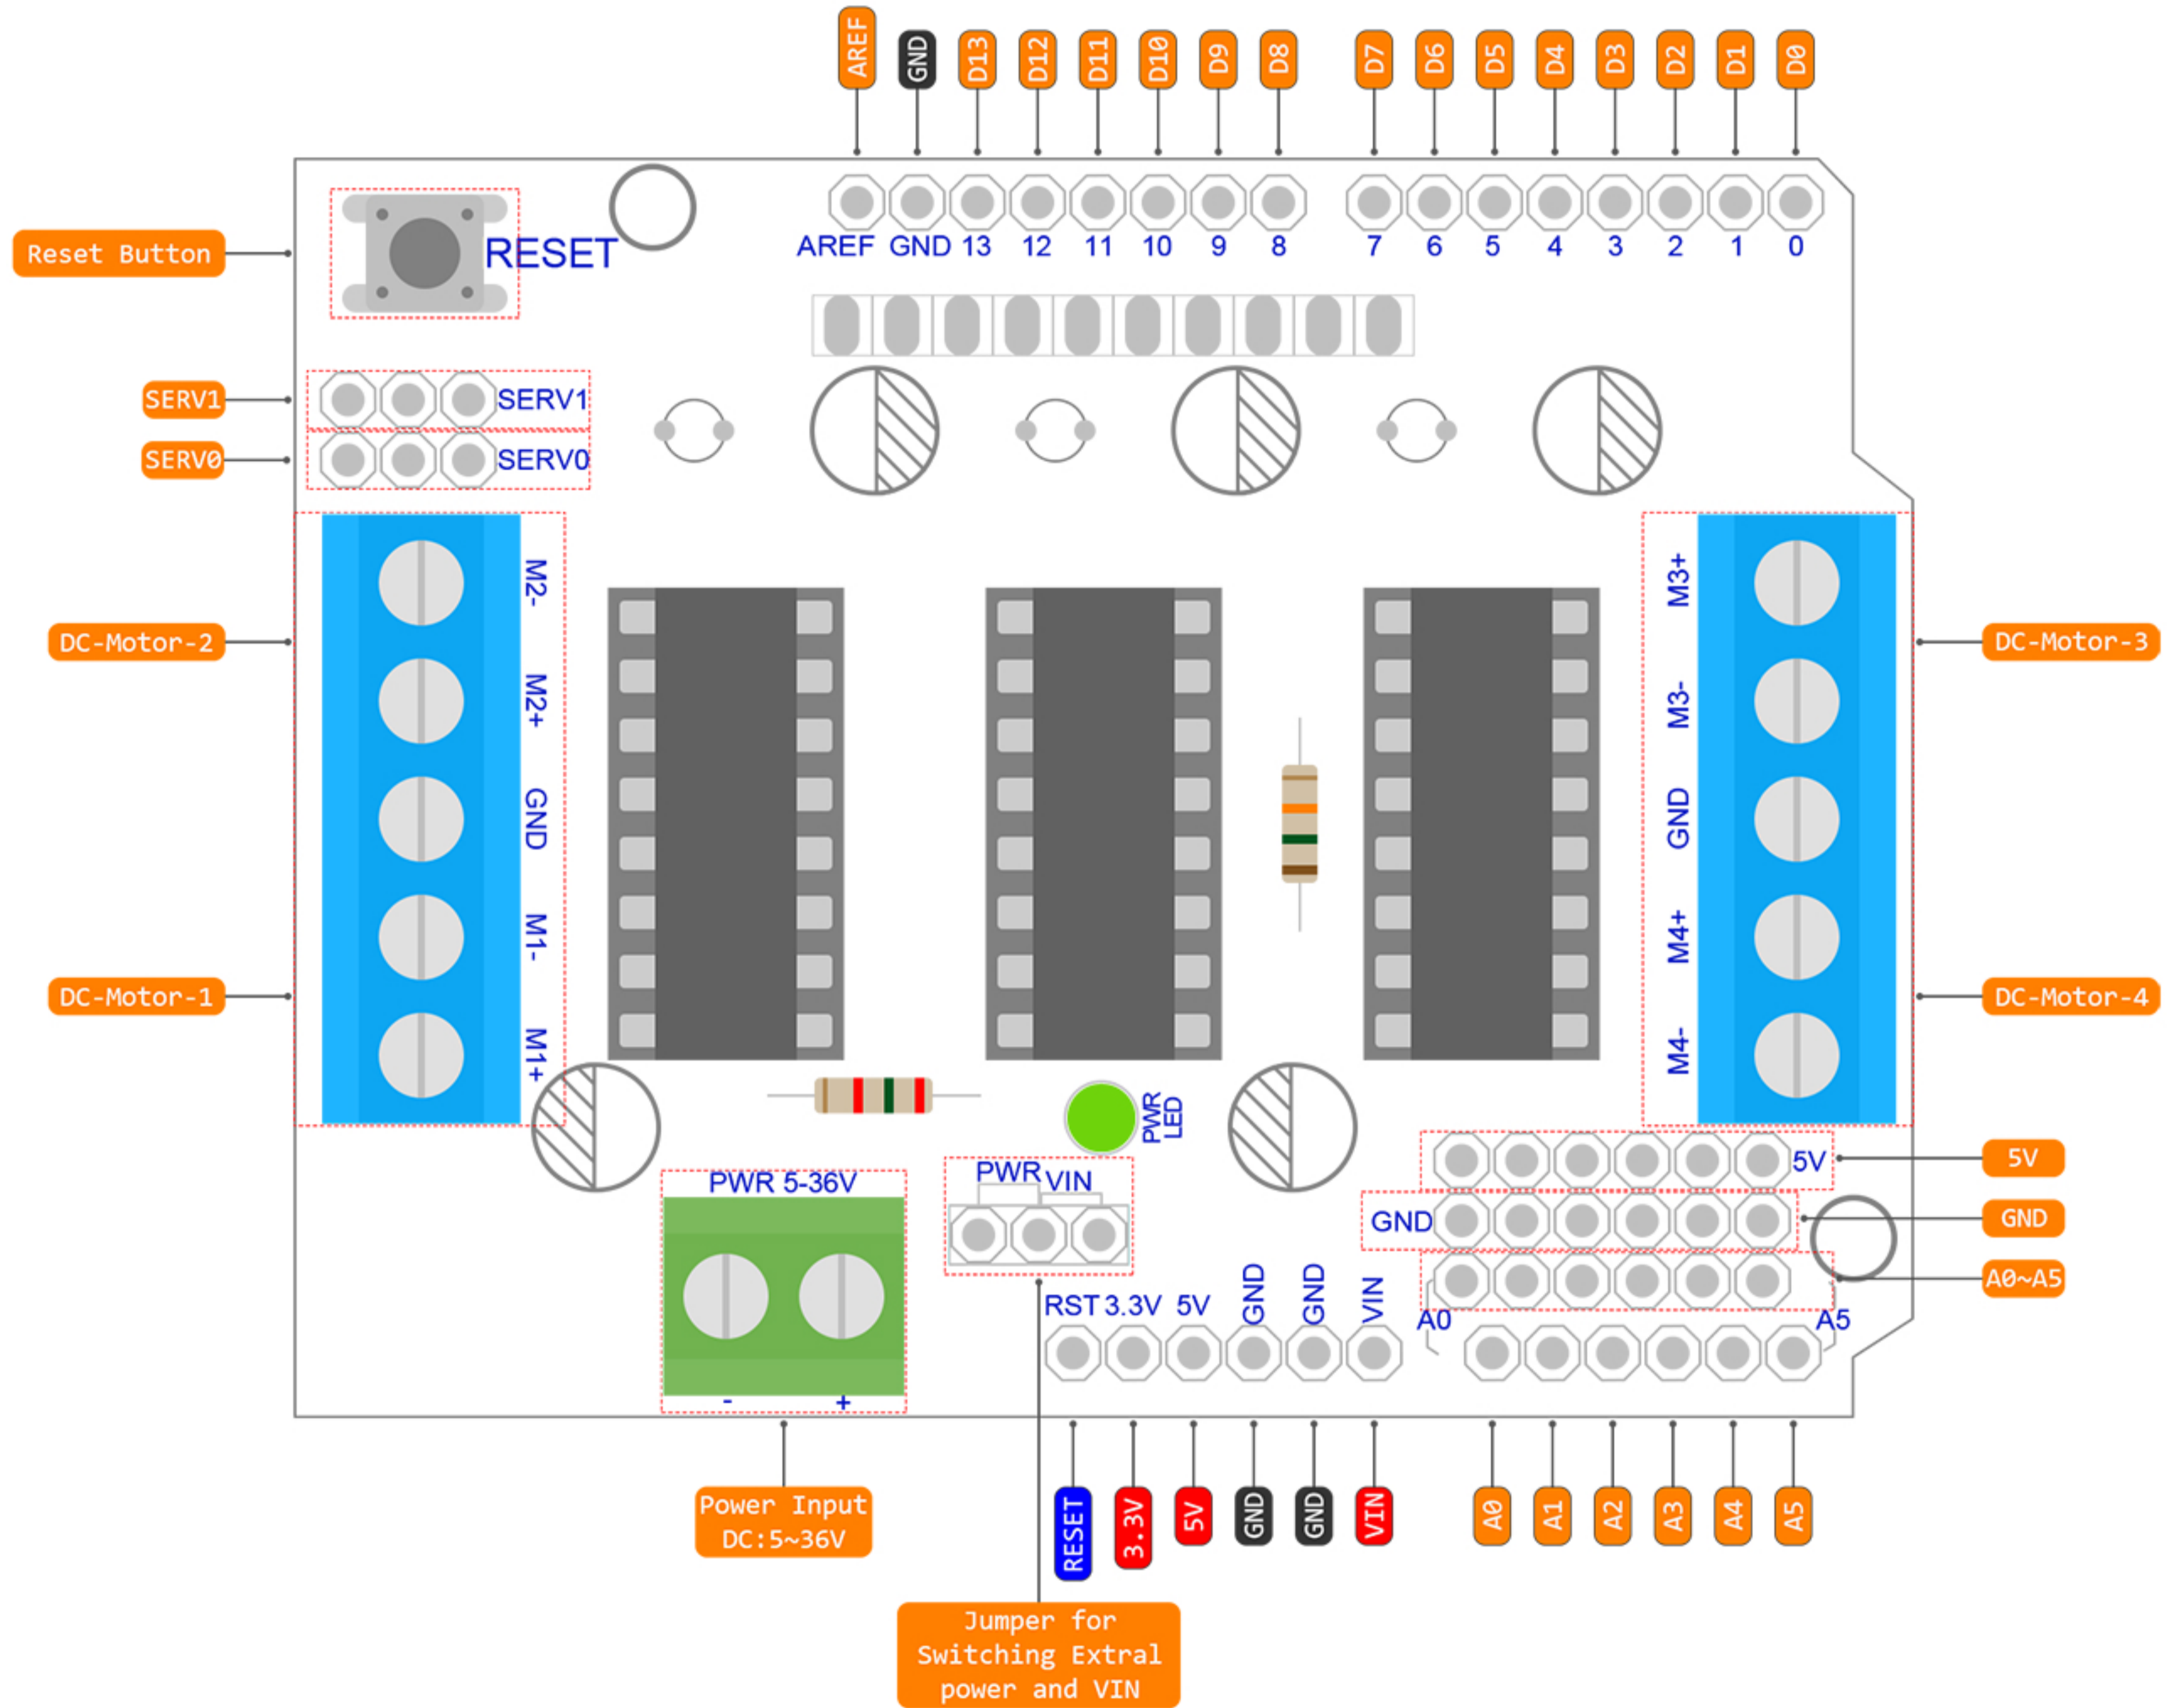 AREF
GND
D13
D12
D11
D10
D9
D8
D7
D6
D5
D4
D3
D2
D1
D0
AREF GND 13 12 11 10 9 8 7 6 5 4 3 2 1 0
Reset Button
RESET
SERV1
SERV1
SERV0
SERV0
M2-
M3+
DC-Motor-2
DC-Motor-3
M2+
M3-
GND
GND
M1-
M4+
DC-Motor-1
DC-Motor-4
M1+
M4-
PWR
LED
PWR 5-36V
PWR
VIN
5V
5V
GND
GND
A0~A5
RST 3.3V 5V GND GND VIN
A0
A5
- +
Power Input
DC:5~36V
RESET
3.3V
5V
GND
GND
VIN
A0
A1
A2
A3
A4
A5
Jumper for
Switching Extral
power and VIN